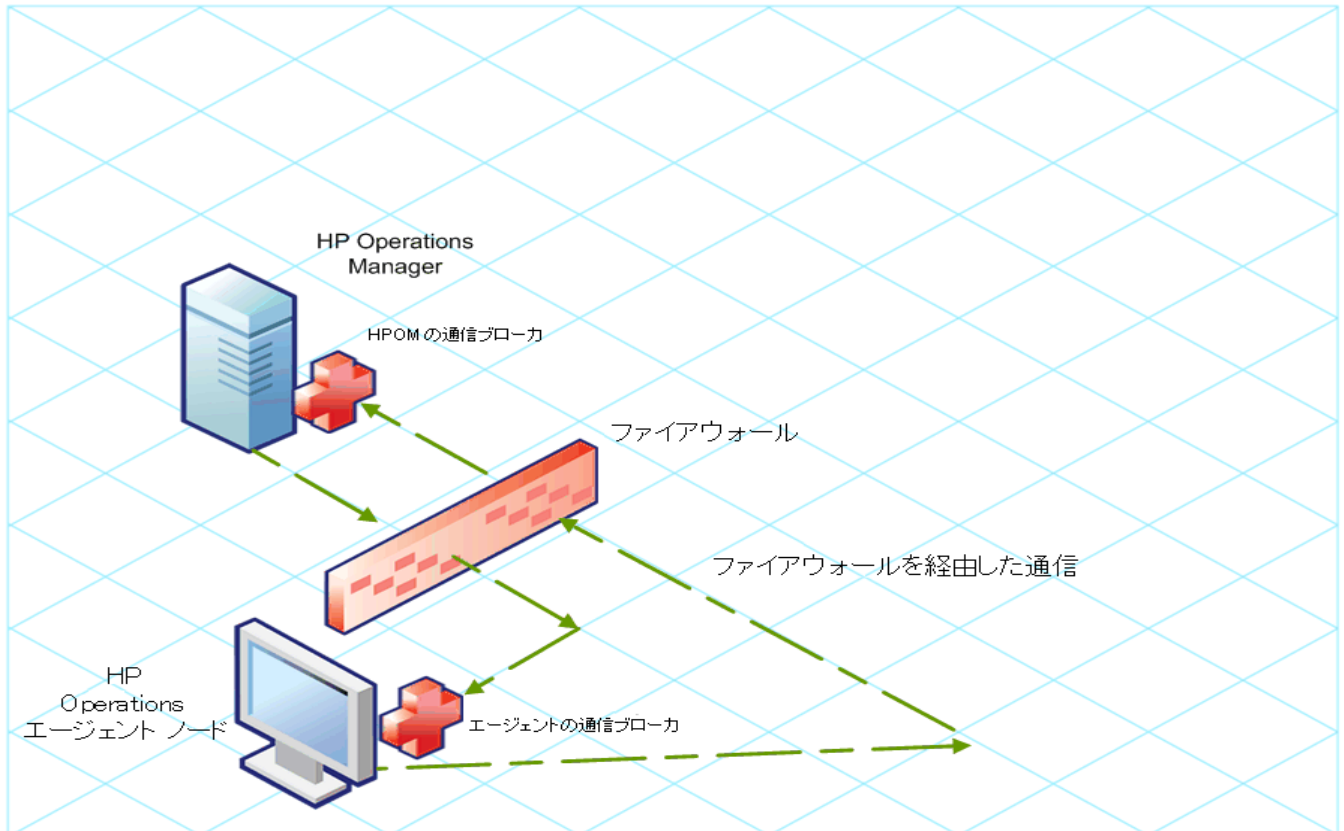 HP Operations
Manager
HPOMの通信ブローカ
ファイアウォール
ファイアウォールを経由した通信
HP
Operations
エージェント ノード
エージェントの通信ブローカ